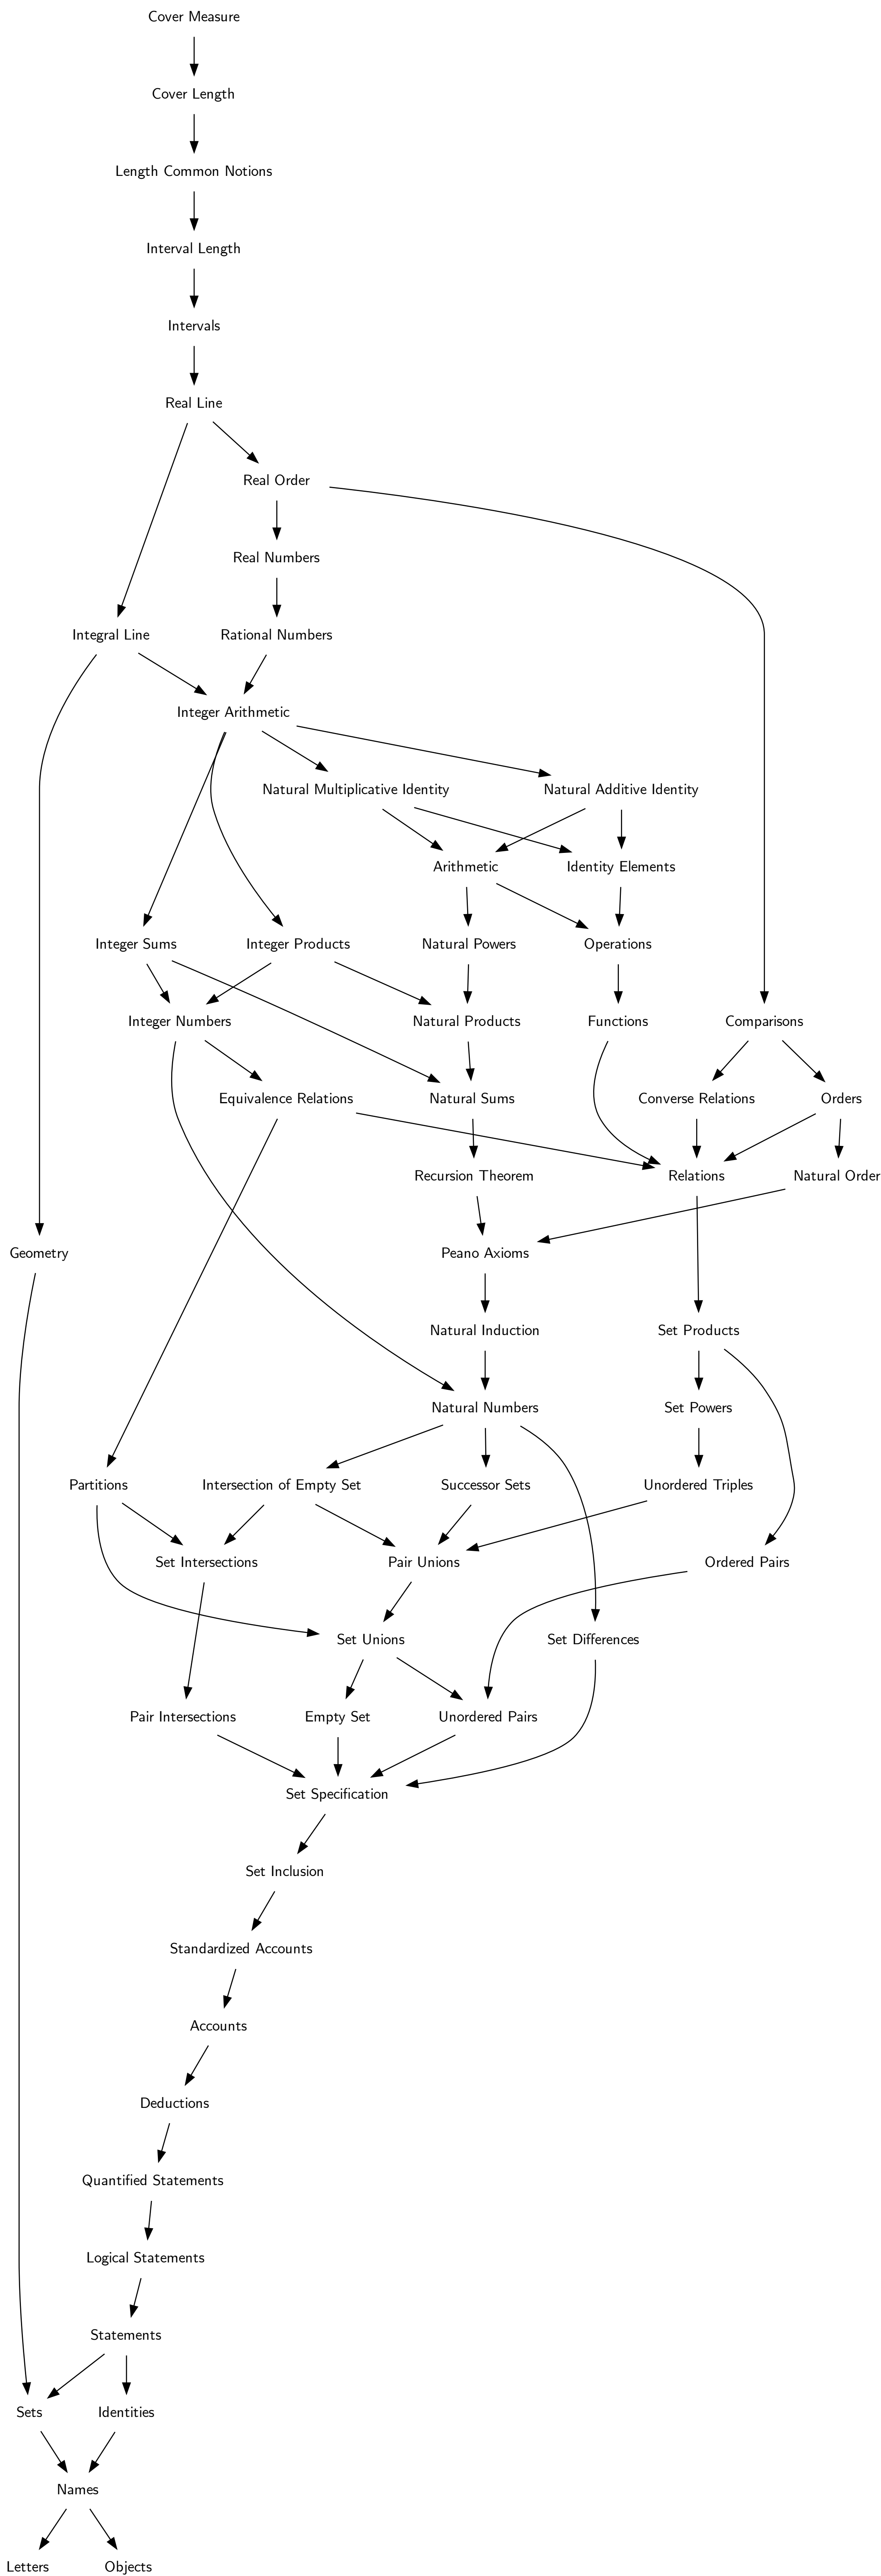 Cover Measure
Cover Length
Length Common Notions
Interval Length
Intervals
Real Line
Real Order
Real Numbers
Integral Line
Rational Numbers
Integer Arithmetic
Natural Multiplicative Identity
Natural Additive Identity
Arithmetic
Identity Elements
Integer Sums
Integer Products
Natural Powers
Operations
Integer Numbers
Natural Products
Functions
Comparisons
Equivalence Relations
Natural Sums
Converse Relations
Orders
Recursion Theorem
Relations
Natural Order
Geometry
Peano Axioms
Natural Induction
Set Products
Natural Numbers
Set Powers
Partitions
Intersection of Empty Set
Successor Sets
Unordered Triples
Set Intersections
Pair Unions
Ordered Pairs
Set Unions
Set Differences
Pair Intersections
Empty Set
Unordered Pairs
Set Specification
Set Inclusion
Standardized Accounts
Accounts
Deductions
Quantified Statements
Logical Statements
Statements
Sets
Identities
Names
Letters
Objects